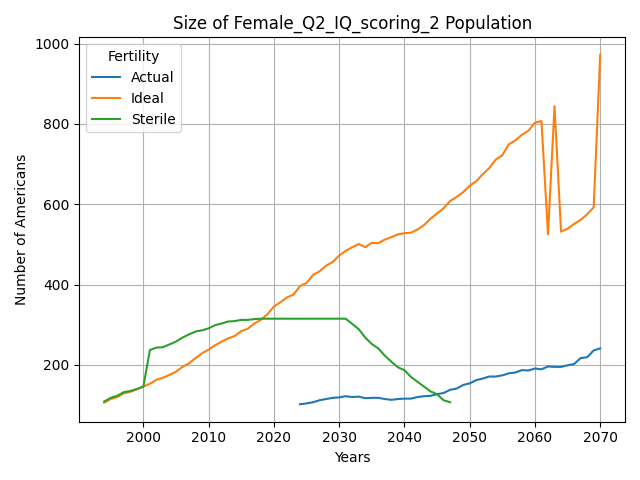 Size of Female_Q2_IQ_scoring_2 Population
Fertility
Actual
Ideal
Sterile
Number of Americans
1000
800
600
400
200
2000 2010 2020 2030 2040 2050 2060 2070
Years